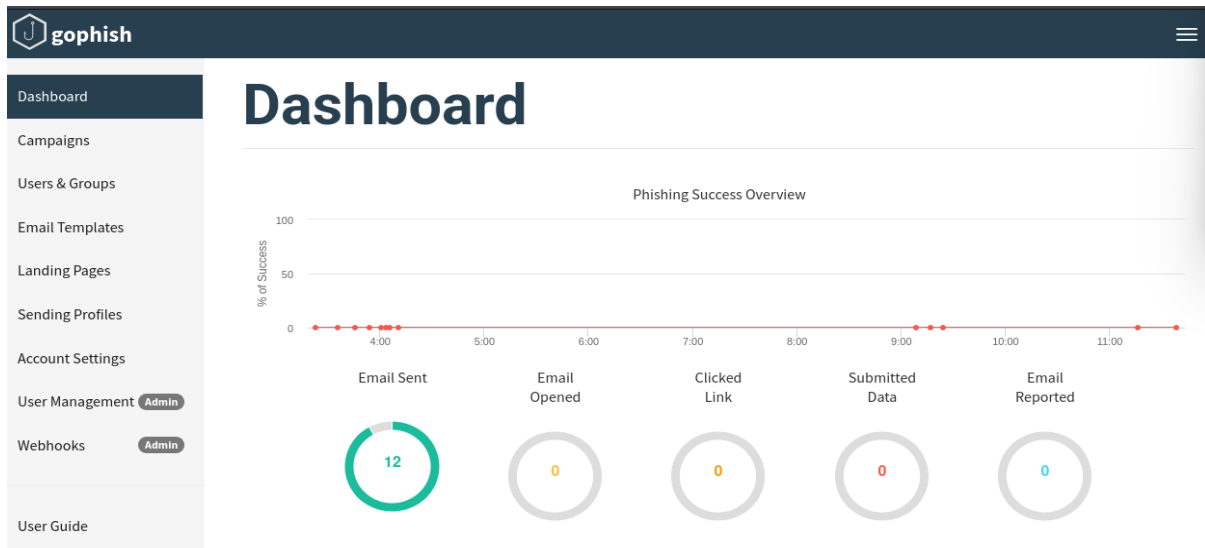 gophish
Dashboard
Campaigns
Users & Groups
Email Templates
Landing Pages
Sending Profiles
Account Settings
User Management Admin
Webhooks Admin
User Guide
Dashboard
Phishing Success Overview
% of Success
100
50
0
4:00 5:00 6:00 7:00 8:00 9:00 10:00 11:00
Email Sent
12
Email
Opened
0
Clicked
Link
0
Submitted
Data
0
Email
Reported
0